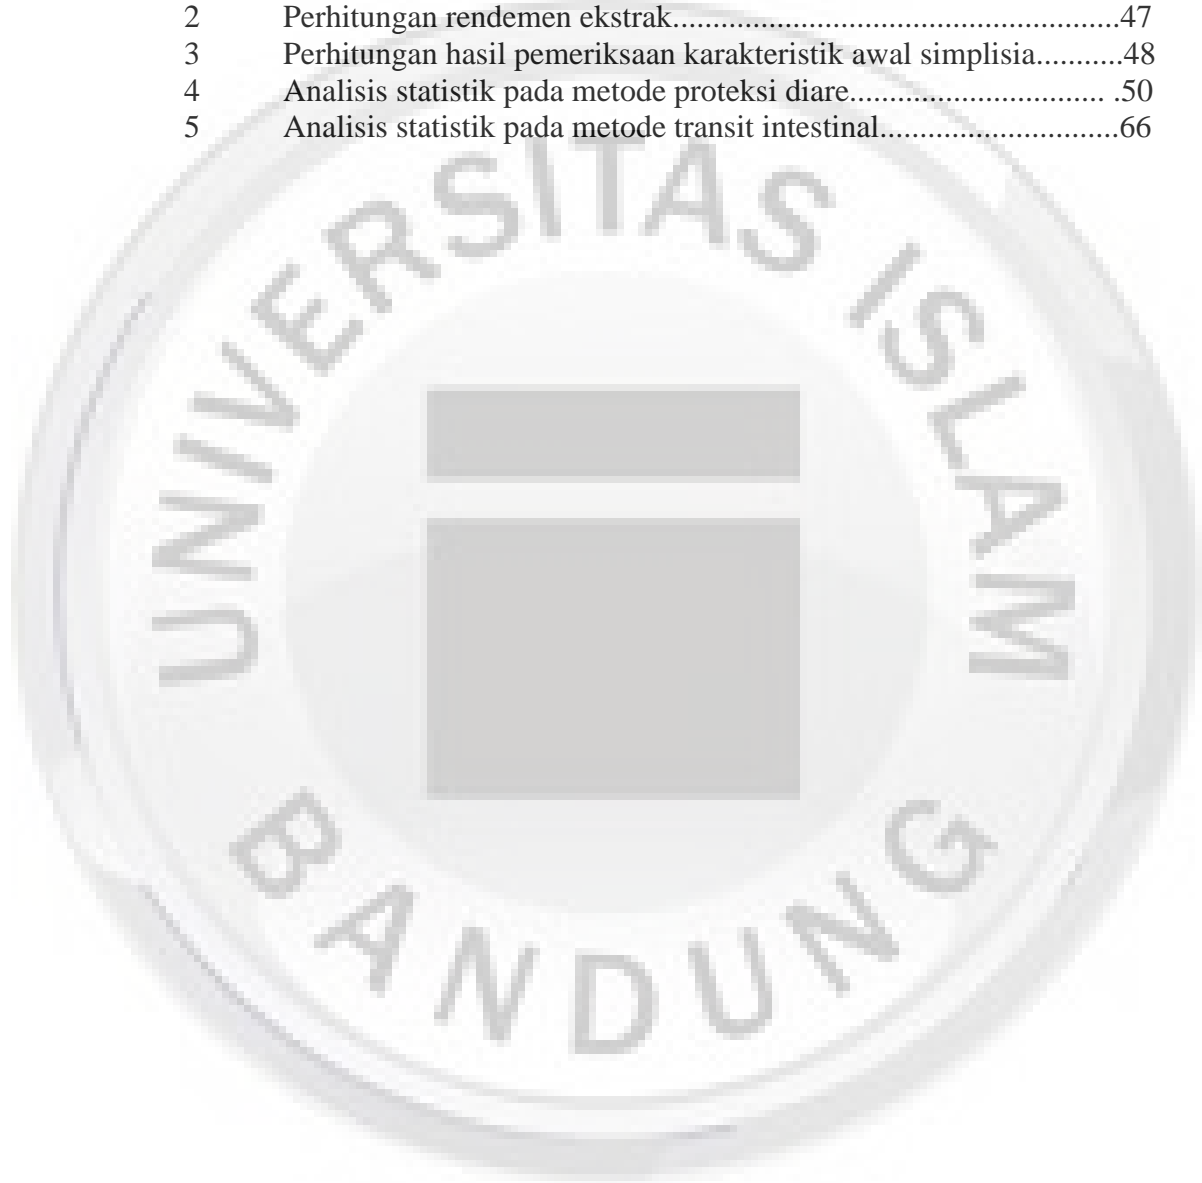 2 Perhitungan rendemen ekstrak.........................................................47
3 Perhitungan hasil pemeriksaan karakteristik awal simplisia...........48
4 Analisis statistik pada metode proteksi diare................................ .50
5 Analisis statistik pada metode transit intestinal..............................66
UNIVERSITAS ISLAM
BANDUNG